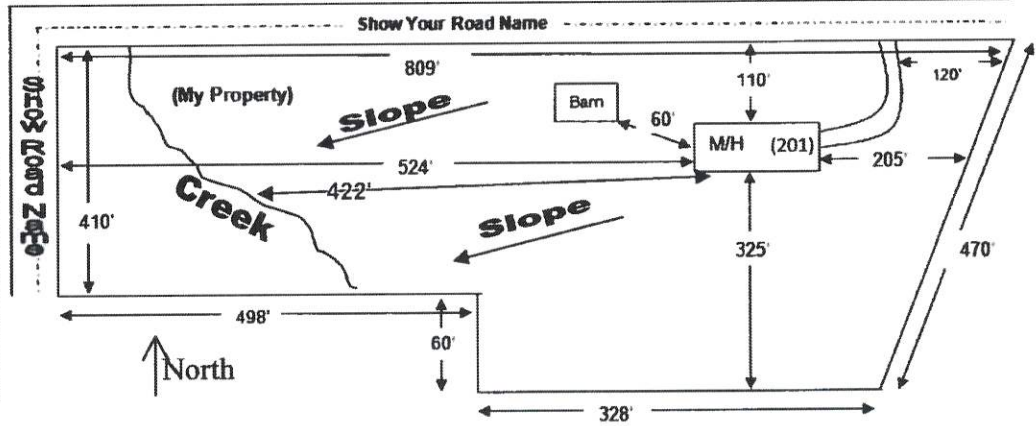 Show Your Road Name
Show Road Name
809'
110'
120'
(My Property)
Slope
Barn
60'
M/H (201)
524'
205'
422'
Creek
410'
Slope
325'
470'
498'
60'
North
328'